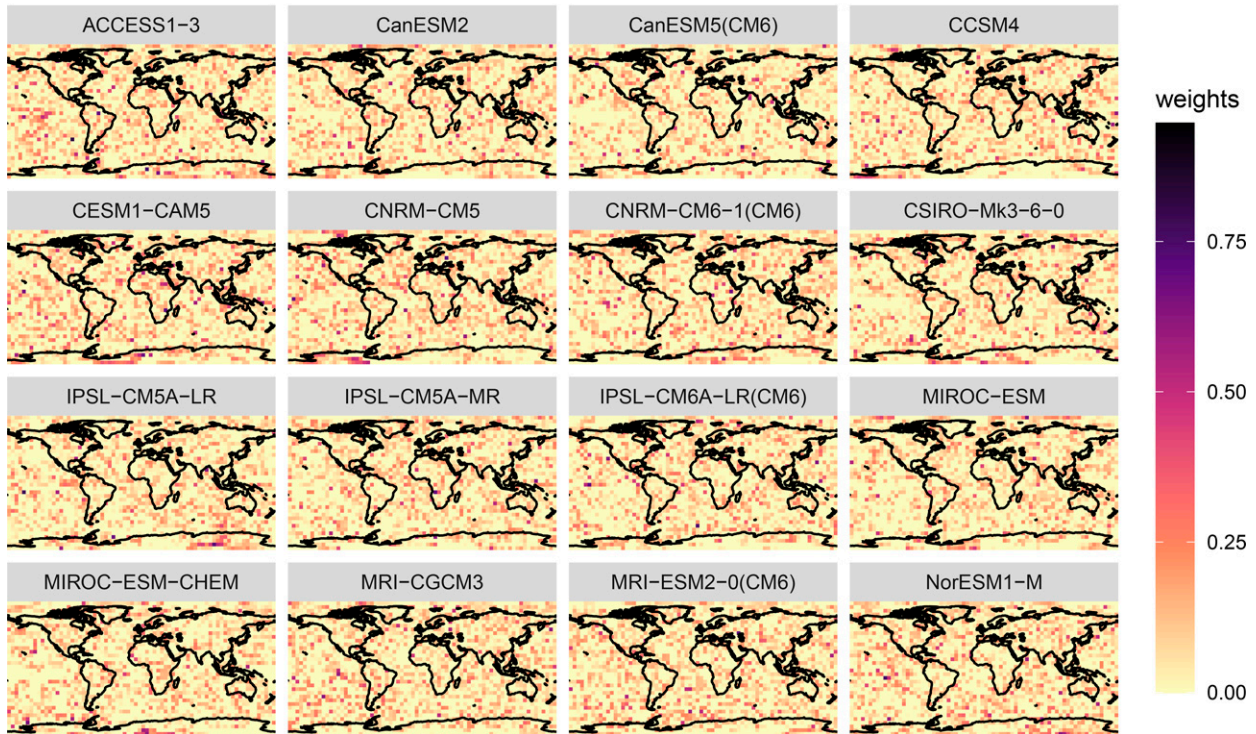 ACCESS1−3
CanESM2
CanESM5(CM6)
CCSM4
weights
CESM1−CAM5
CNRM−CM5
CNRM−CM6−1(CM6)
CSIRO−Mk3−6−0
0.75
0.50
IPSL−CM5A−LR
IPSL−CM5A−MR
IPSL−CM6A−LR(CM6)
MIROC−ESM
0.25
MIROC−ESM−CHEM
MRI−CGCM3
MRI−ESM2−0(CM6)
NorESM1−M
0.00